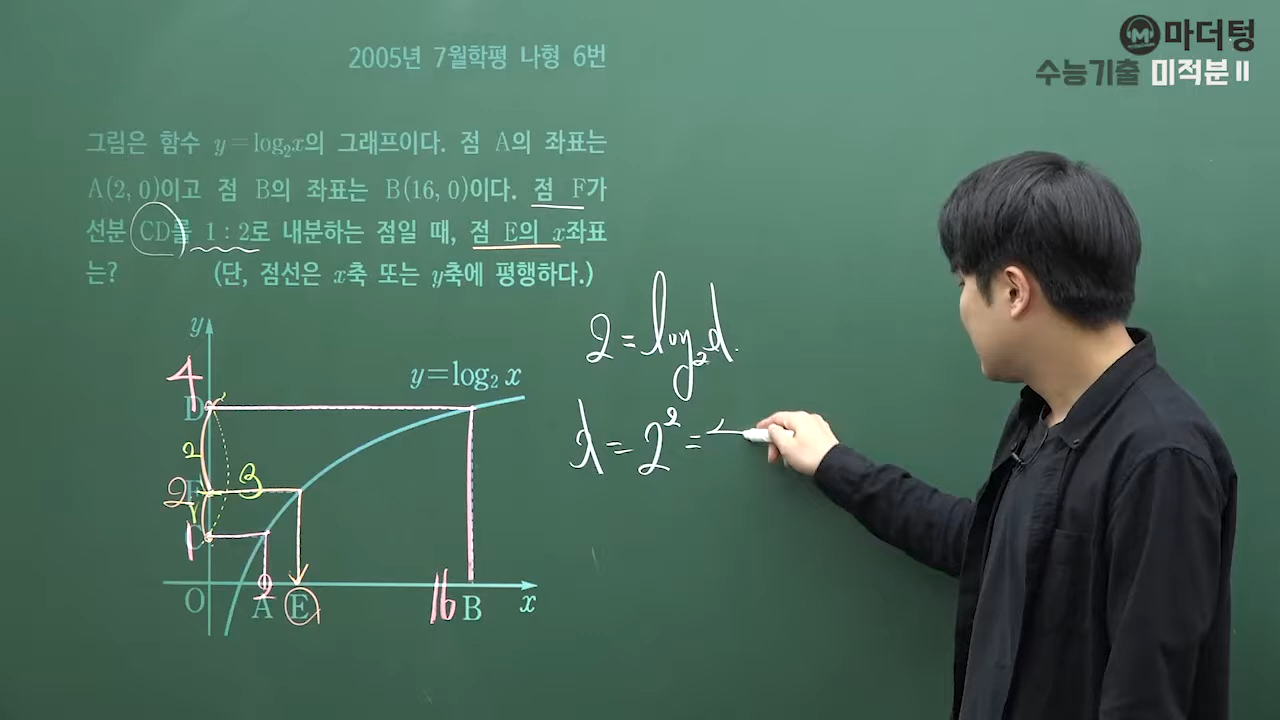 마더텅
수능기출 미적분Ⅱ
2005년 7월학평 나형 6번
그림은 함수 y=log₂x의 그래프이다. 점 A의 좌표는
A(2, 0)이고 점 B의 좌표는 B(16, 0)이다. 점 F가
선분 CD를 1 : 2로 내분하는 점일 때, 점 E의 x좌표
는? (단, 점선은 x축 또는 y축에 평행하다.)
y
4
D
y=log₂ x
2
3
2 F
1
1 C
2
O A E 16 B x
2 = log₂x
x = 2² =